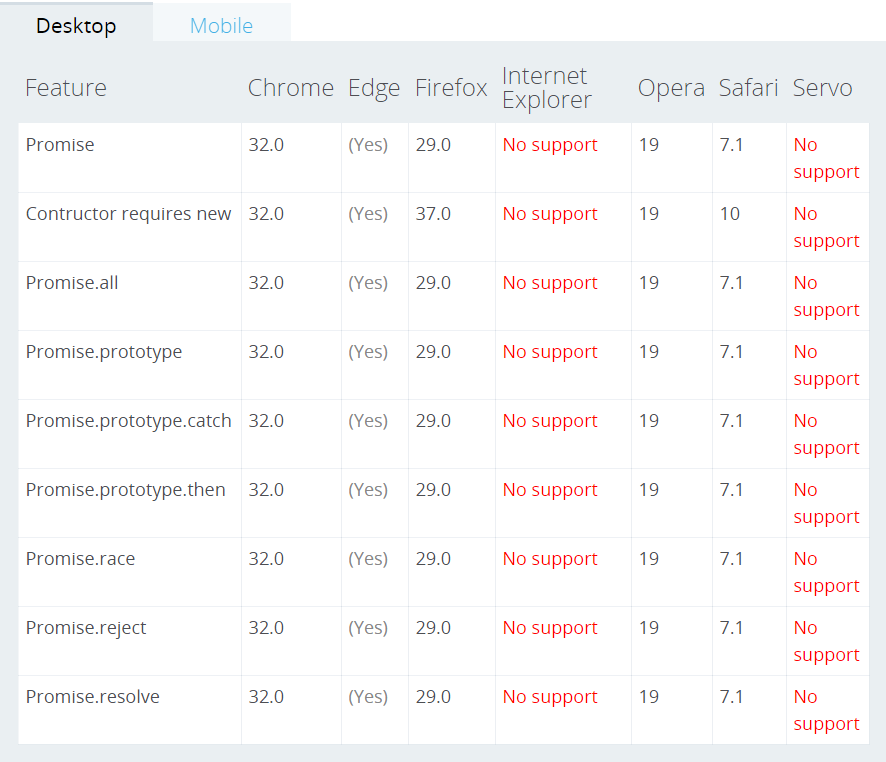 Desktop Mobile
Feature Chrome Edge Firefox Internet Explorer Opera Safari Servo
Promise 32.0 (Yes) 29.0 No support 19 7.1 No support
Contructor requires new 32.0 (Yes) 37.0 No support 19 10 No support
Promise.all 32.0 (Yes) 29.0 No support 19 7.1 No support
Promise.prototype 32.0 (Yes) 29.0 No support 19 7.1 No support
Promise.prototype.catch 32.0 (Yes) 29.0 No support 19 7.1 No support
Promise.prototype.then 32.0 (Yes) 29.0 No support 19 7.1 No support
Promise.race 32.0 (Yes) 29.0 No support 19 7.1 No support
Promise.reject 32.0 (Yes) 29.0 No support 19 7.1 No support
Promise.resolve 32.0 (Yes) 29.0 No support 19 7.1 No support